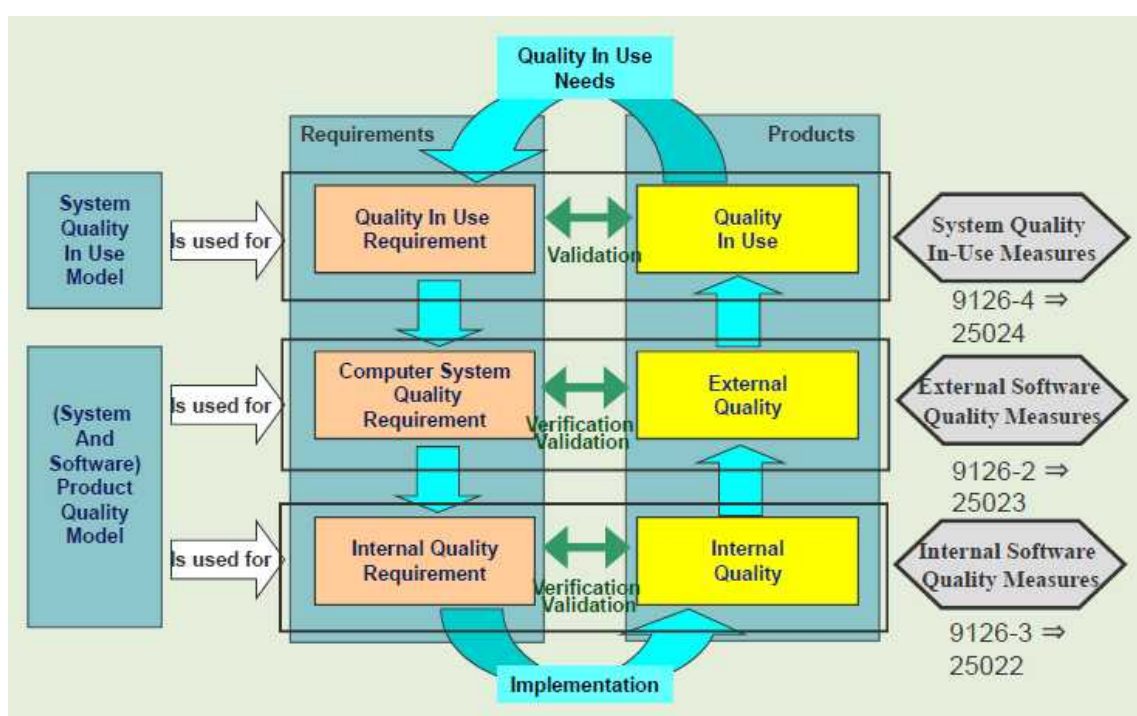 Quality In Use
Needs
Requirements
Products
System
Quality
In Use
Model
Is used for
Quality In Use
Requirement
Validation
Quality
In Use
System Quality
In-Use Measures
9126-4 ⇒
25024
(System
And
Software)
Product
Quality
Model
Is used for
Computer System
Quality
Requirement
Verification
Validation
External
Quality
External Software
Quality Measures
9126-2 ⇒
25023
Is used for
Internal Quality
Requirement
Verification
Validation
Internal
Quality
Internal Software
Quality Measures
9126-3 ⇒
25022
Implementation